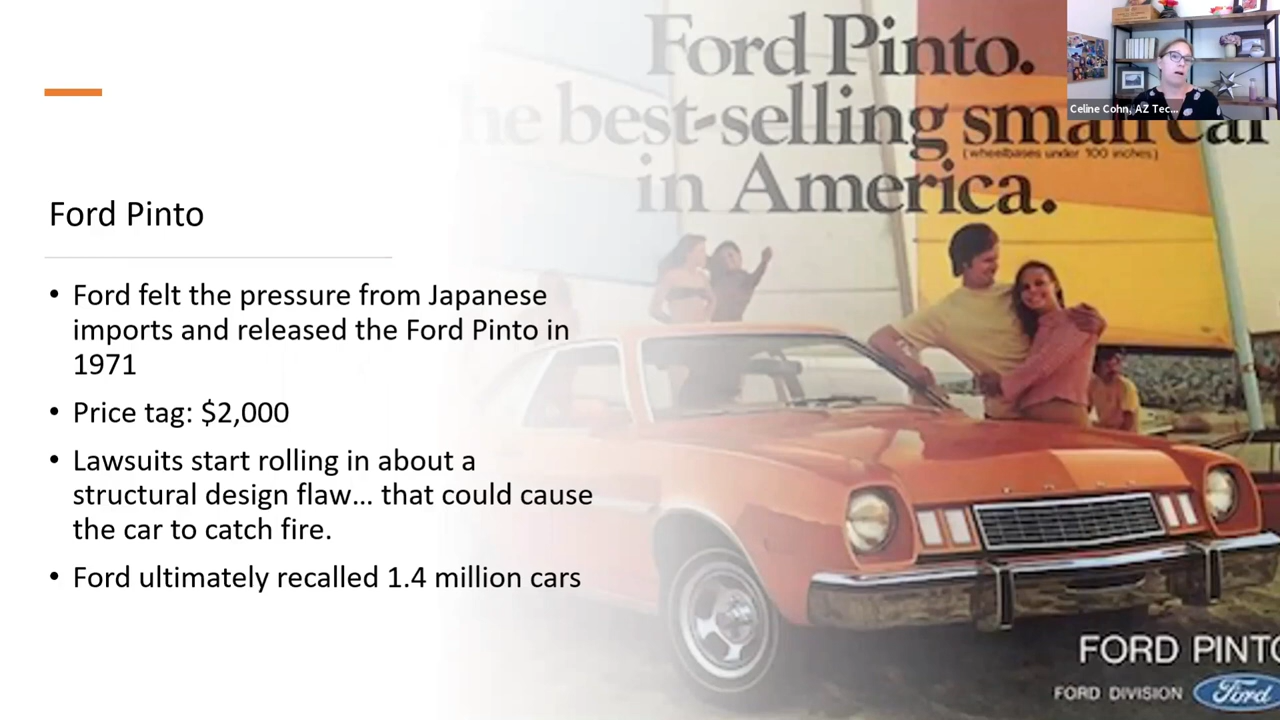 Ford Pinto.
he best-selling small car
(wheelbases under 100 inches)
in America.
Celine Cohn, AZ Tec...
Ford Pinto
• Ford felt the pressure from Japanese
imports and released the Ford Pinto in
1971
• Price tag: $2,000
• Lawsuits start rolling in about a
structural design flaw... that could cause
the car to catch fire.
• Ford ultimately recalled 1.4 million cars
FORD PINTO
FORD DIVISION Ford